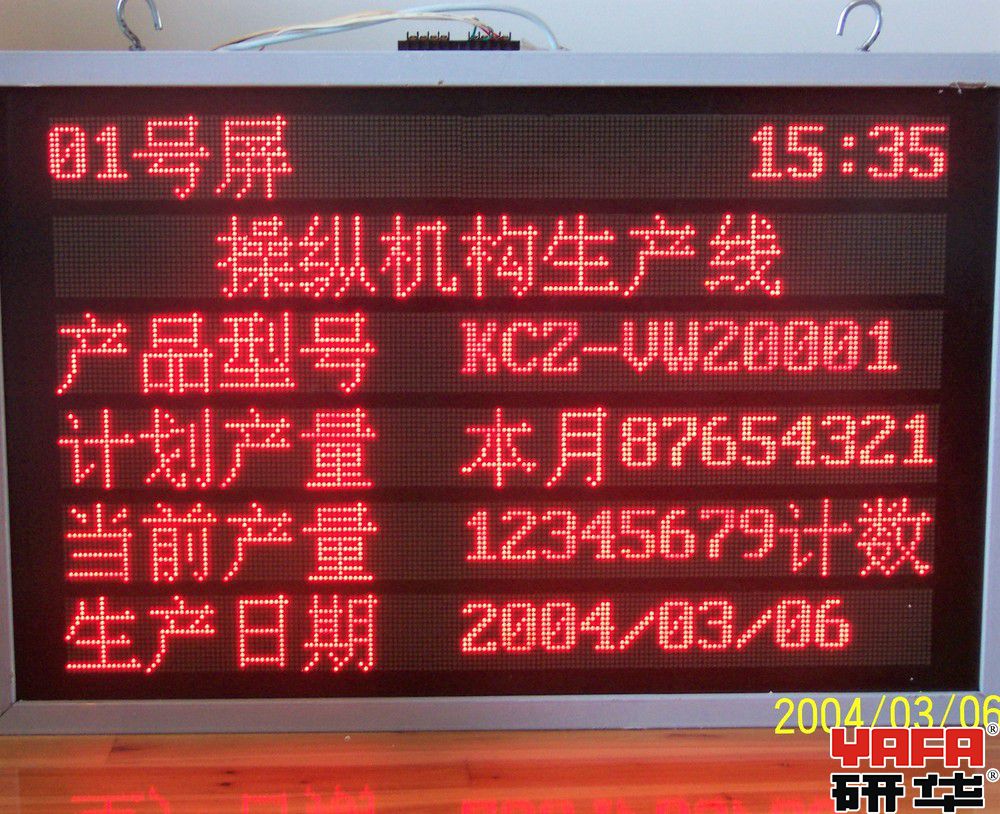 01号屏 15:35
操纵机构生产线
产品型号 KCZ-VW20001
计划产量 本月87654321
当前产量 12345679计数
生产日期 2004/03/06
2004/03/06
YAFA®
研华®